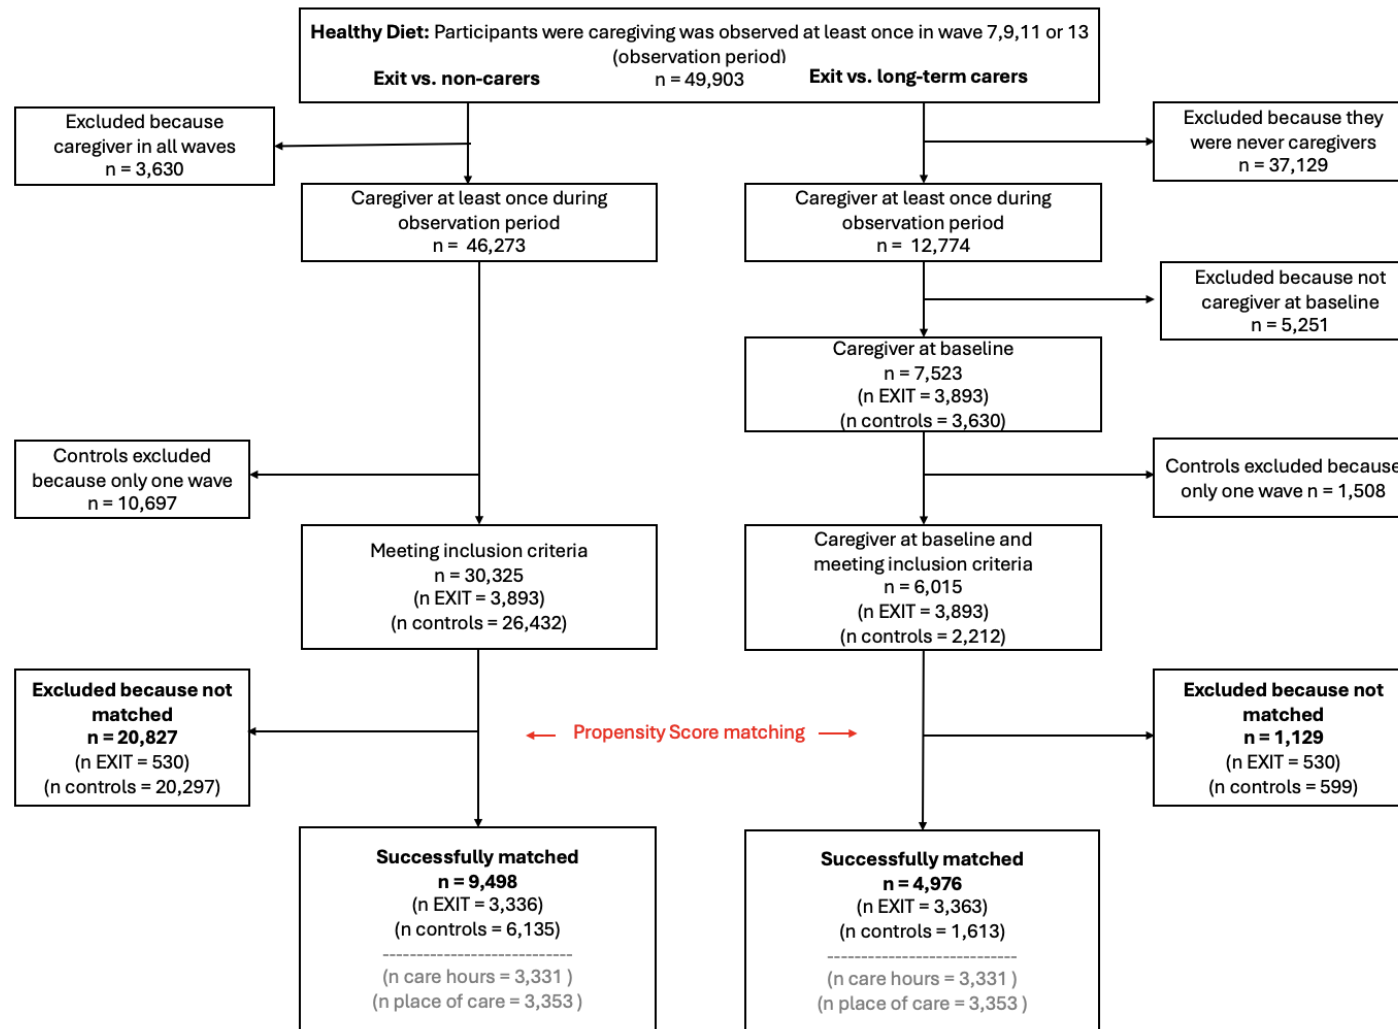 Healthy Diet: Participants were caregiving was observed at least once in wave 7,9,11 or 13
(observation period)
Exit vs. non-carers
n = 49,903
Exit vs. long-term carers
Excluded because
caregiver in all waves
n = 3,630
Excluded because they
were never caregivers
n = 37,129
Caregiver at least once during
observation period
n =  46,273
Caregiver at least once during
observation period
n =  12,774
Excluded because not
caregiver at baseline
n = 5,251
Caregiver at baseline
n = 7,523
(n EXIT = 3,893)
(n controls = 3,630)
Controls excluded
because only one wave
n = 10,697
Controls excluded because
only one wave n = 1,508
Meeting inclusion criteria
n = 30,325
(n EXIT = 3,893)
(n controls = 26,432)
Caregiver at baseline and
meeting inclusion criteria
n = 6,015
(n EXIT = 3,893)
(n controls = 2,212)
Excluded because not
matched
n = 20,827
(n EXIT = 530)
(n controls = 20,297)
Propensity Score matching
Excluded because not
matched
n = 1,129
(n EXIT = 530)
(n controls = 599)
Successfully matched
n = 9,498
(n EXIT = 3,336)
(n controls = 6,135)
----------------------------
(n care hours = 3,331 )
(n place of care = 3,353 )
Successfully matched
n = 4,976
(n EXIT = 3,363)
(n controls = 1,613)
----------------------------
(n care hours = 3,331 )
(n place of care = 3,353 )